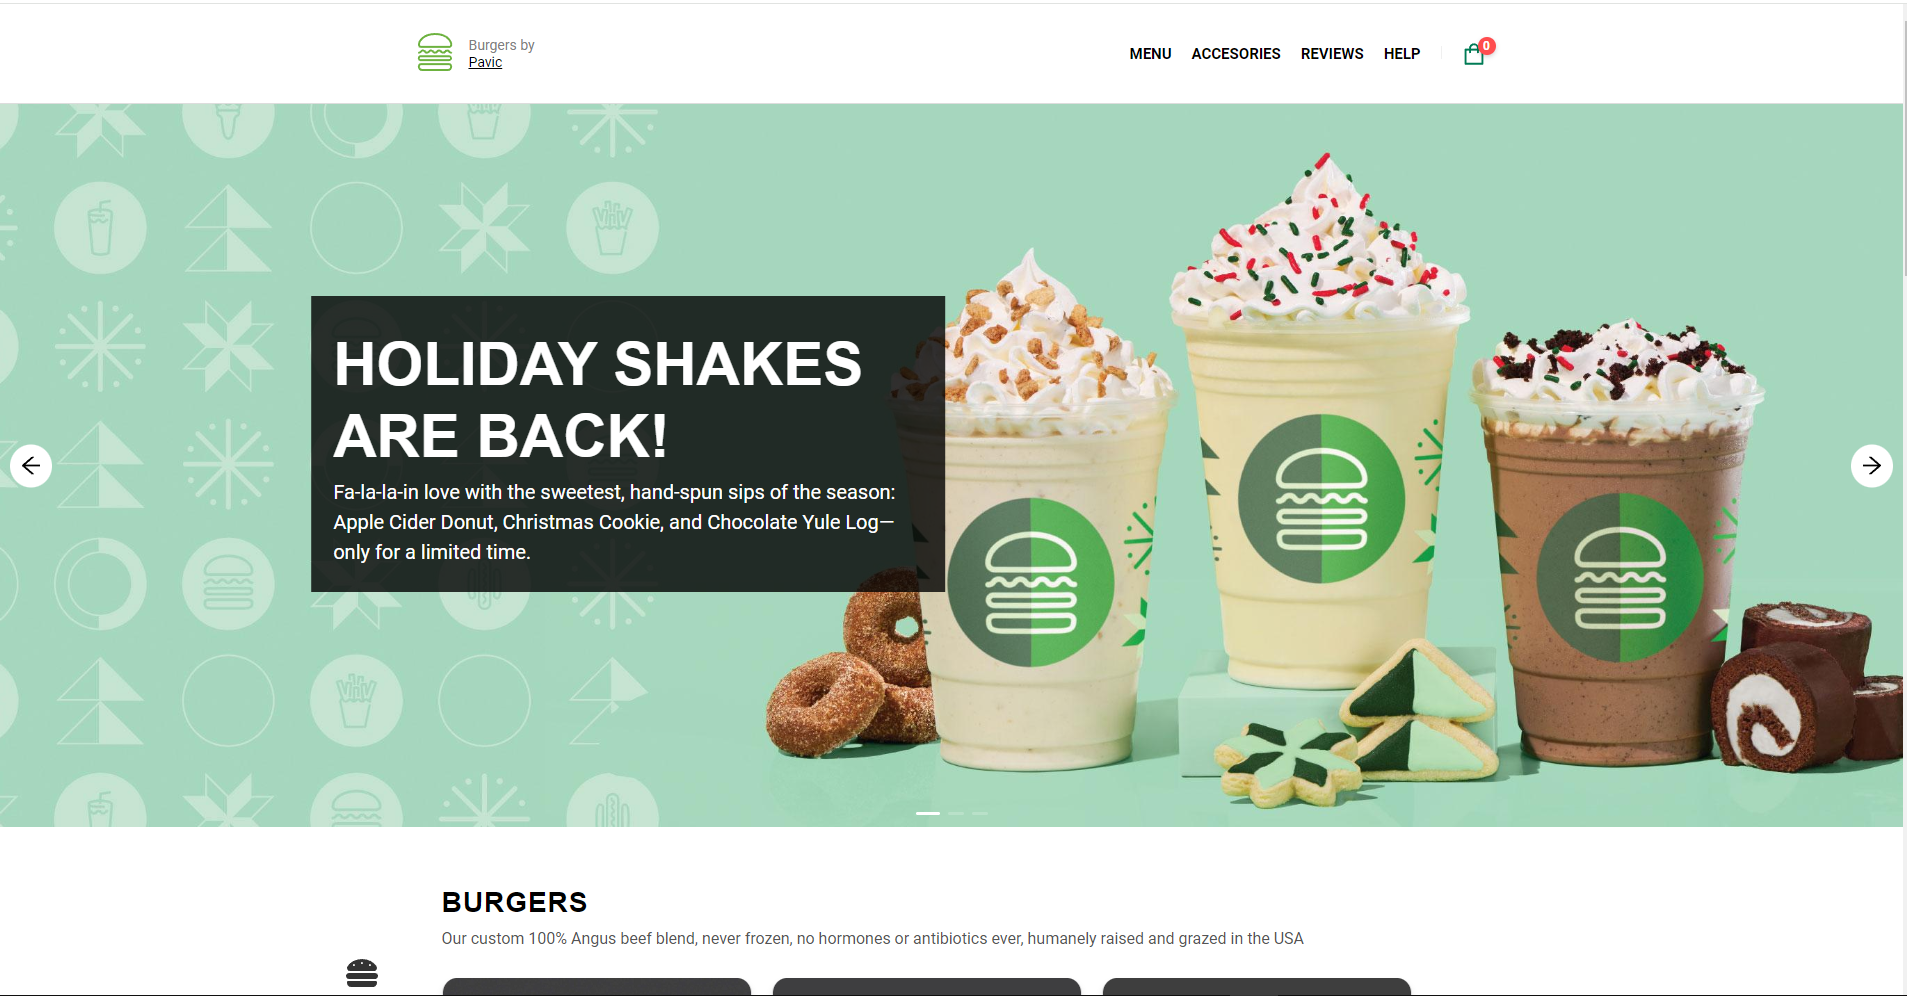 Burgers by
Pavic
MENU ACCESORIES REVIEWS HELP 0
HOLIDAY SHAKES
ARE BACK!
Fa-la-la-in love with the sweetest, hand-spun sips of the season:
Apple Cider Donut, Christmas Cookie, and Chocolate Yule Log—
only for a limited time.
BURGERS
Our custom 100% Angus beef blend, never frozen, no hormones or antibiotics ever, humanely raised and grazed in the USA